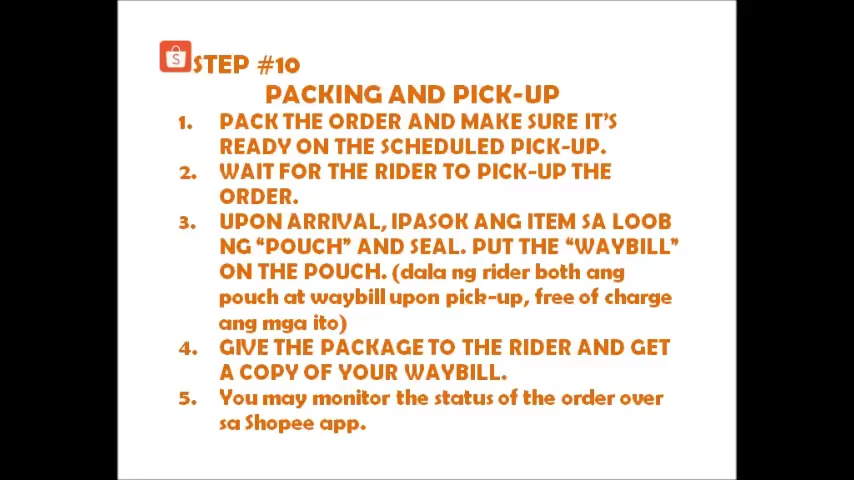 S STEP #10
PACKING AND PICK-UP
1. PACK THE ORDER AND MAKE SURE IT'S
READY ON THE SCHEDULED PICK-UP.
2. WAIT FOR THE RIDER TO PICK-UP THE
ORDER.
3. UPON ARRIVAL, IPASOK ANG ITEM SA LOOB
NG “POUCH” AND SEAL. PUT THE “WAYBILL”
ON THE POUCH. (dala ng rider both ang
pouch at waybill upon pick-up, free of charge
ang mga ito)
4. GIVE THE PACKAGE TO THE RIDER AND GET
A COPY OF YOUR WAYBILL.
5. You may monitor the status of the order over
sa Shopee app.